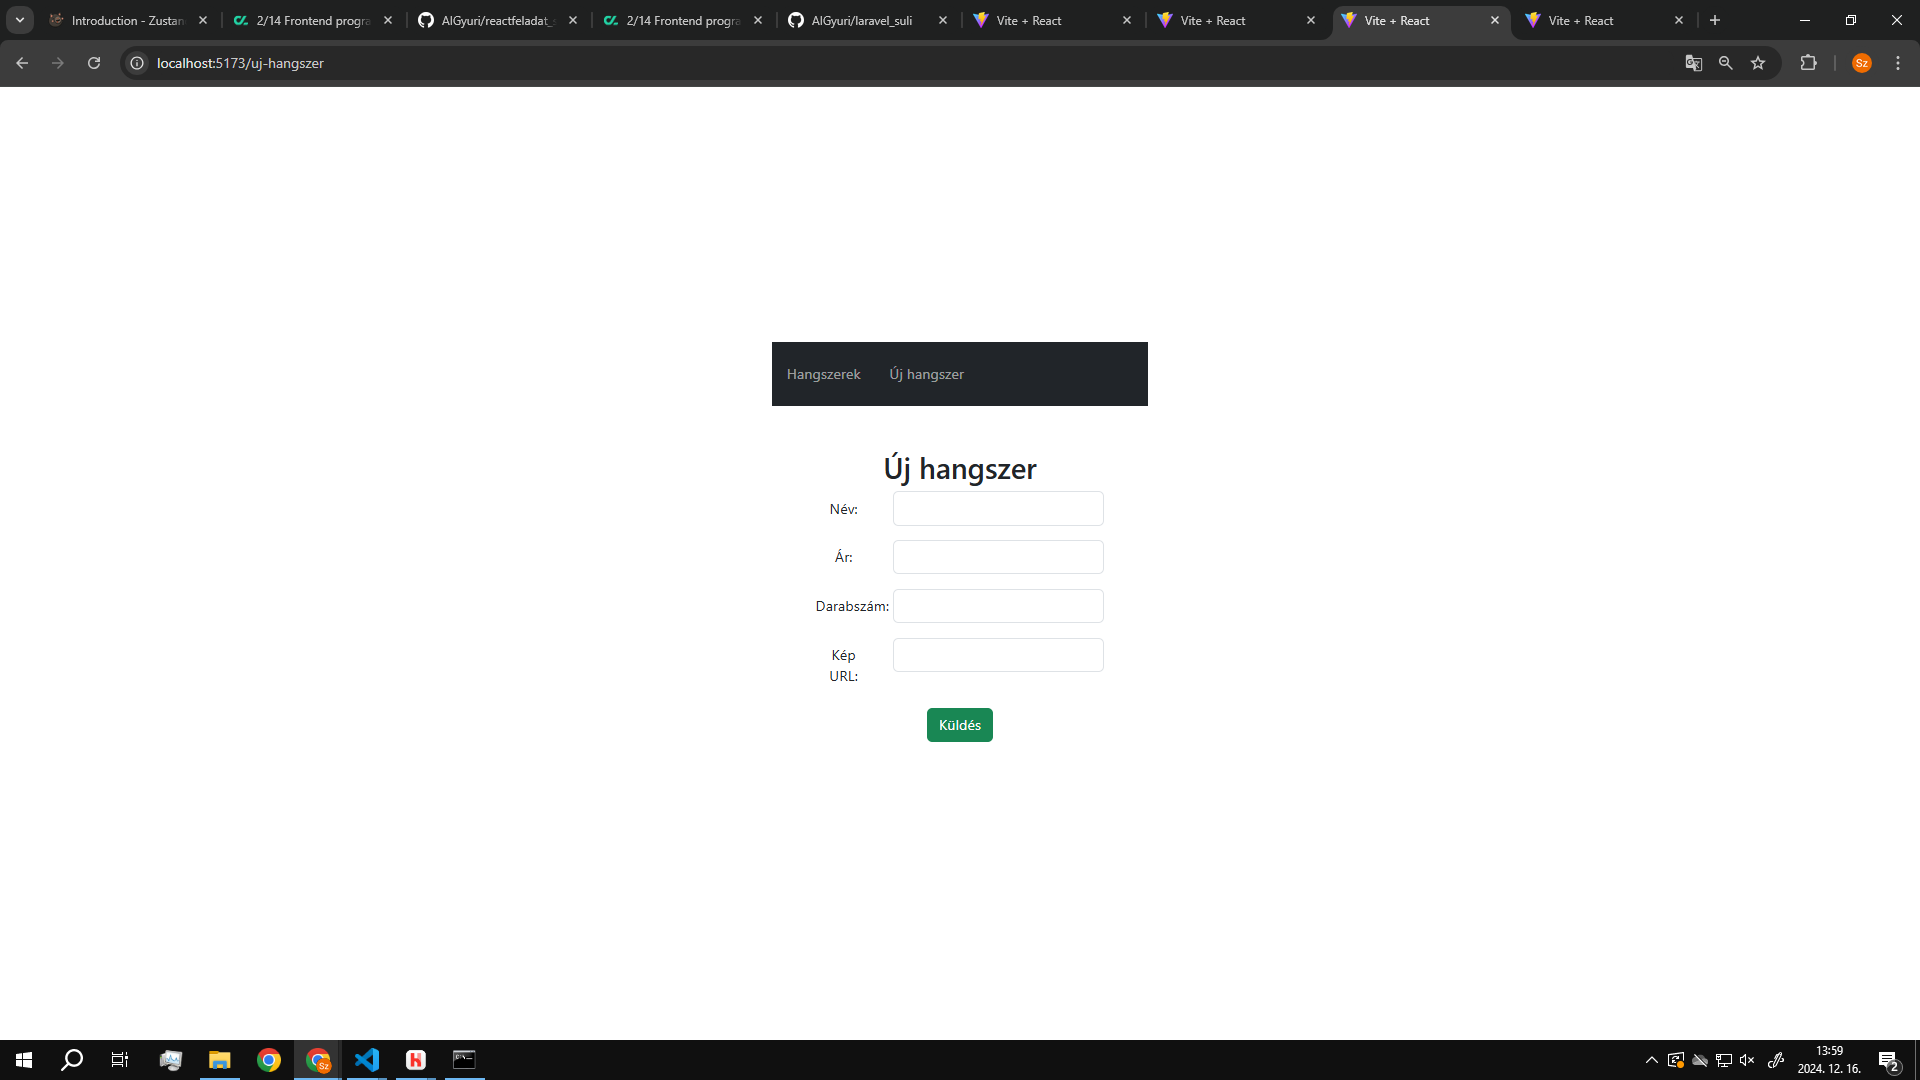 Introduction - Zustan
2/14 Frontend progra
AlGyuri/reactfeladat_s
2/14 Frontend progra
AlGyuri/laravel_suli
Vite + React
Vite + React
Vite + React
Vite + React
localhost:5173/uj-hangszer
Sz
Hangszerek
Új hangszer
Új hangszer
Név:
Ár:
Darabszám:
Kép
URL:
Küldés
Sz
13:59
2024. 12. 16.
2